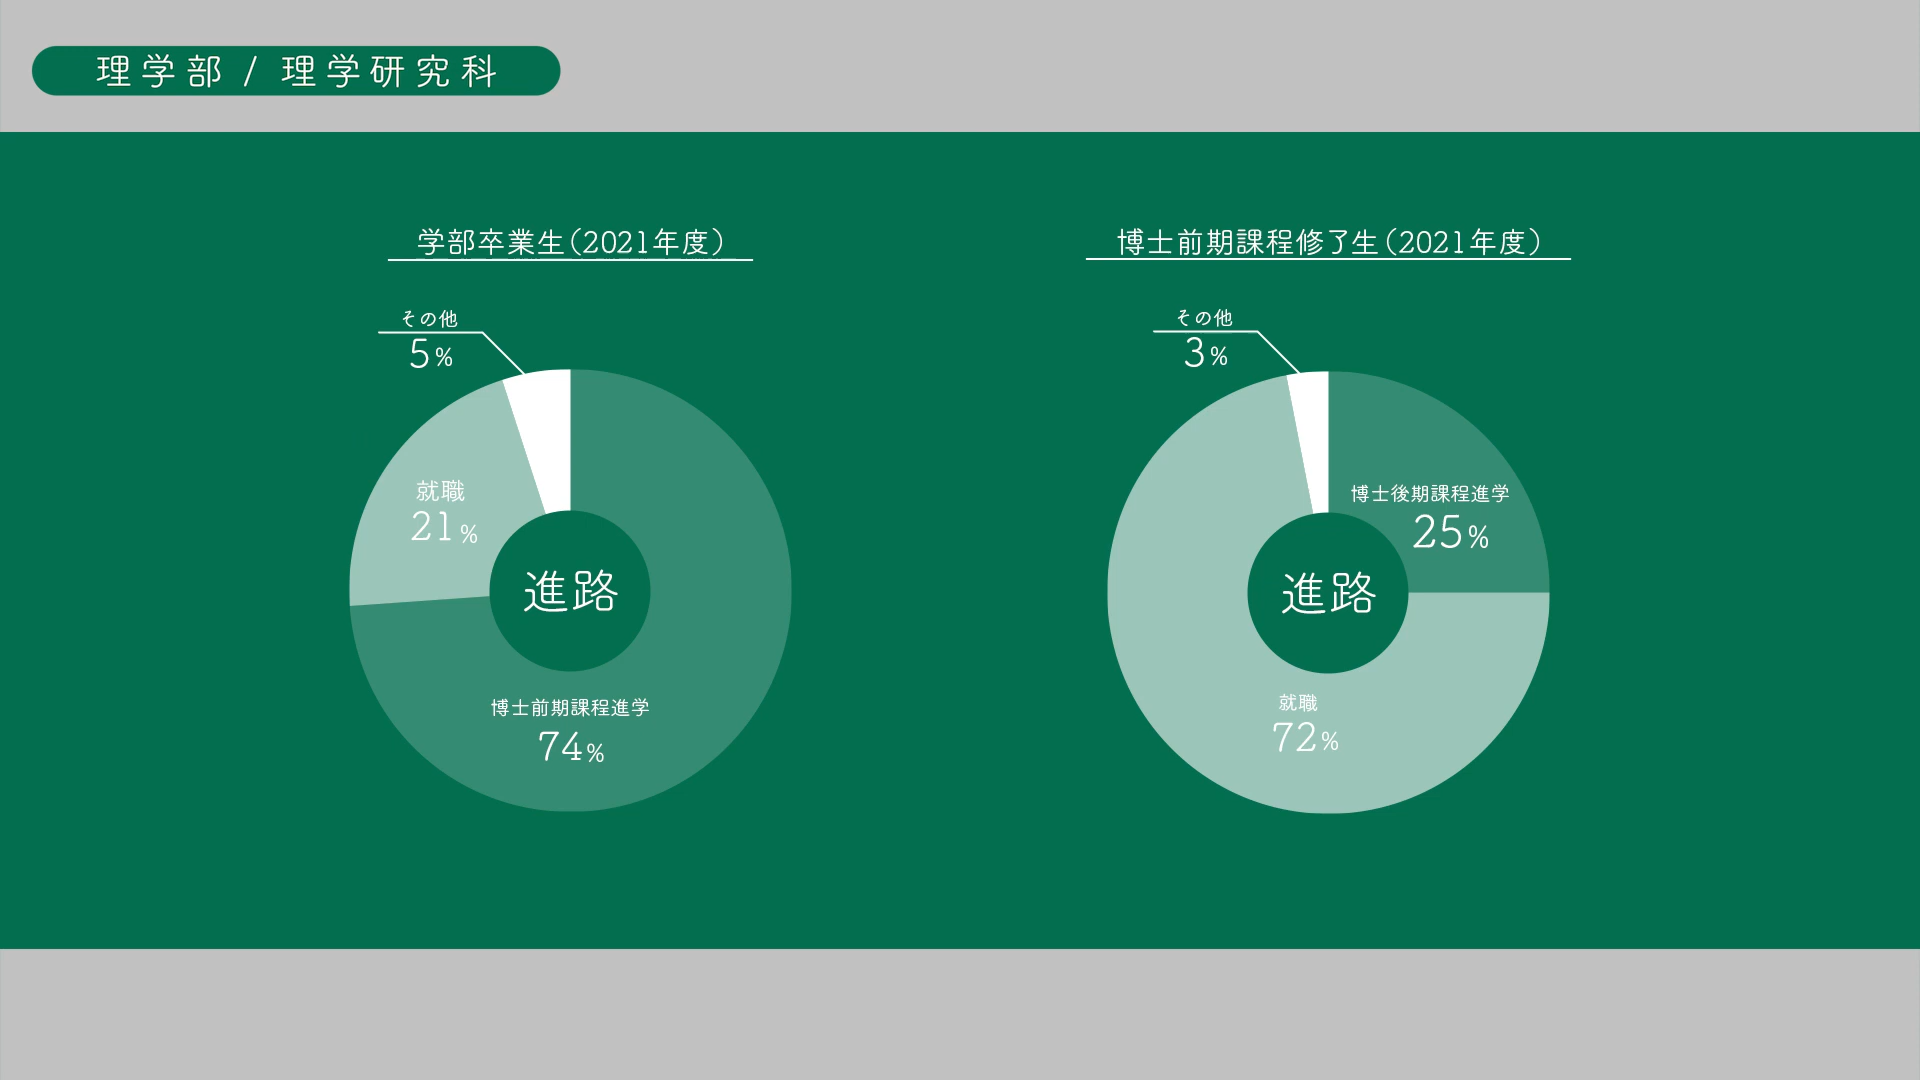 理学部 / 理学研究科
学部卒業生(2021年度)
その他
5%
就職
21%
進路
博士前期課程進学
74%
博士前期課程修了生(2021年度)
その他
3%
博士後期課程進学
25%
進路
就職
72%